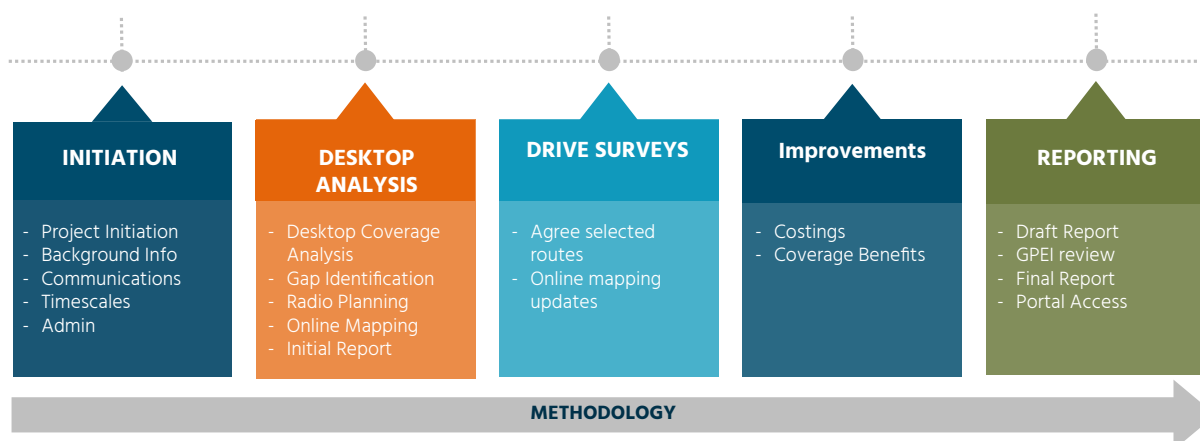 INITIATION
- Project Initiation
- Background Info
- Communications
- Timescales
- Admin
DESKTOP
ANALYSIS
- Desktop Coverage
Analysis
- Gap Identification
- Radio Planning
- Online Mapping
- Initial Report
DRIVE SURVEYS
- Agree selected
routes
- Online mapping
updates
Improvements
- Costings
- Coverage Benefits
REPORTING
- Draft Report
- GPEI review
- Final Report
- Portal Access
METHODOLOGY